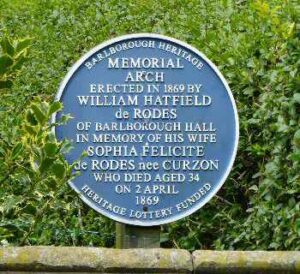 BARLBOROUGH HERITAGE
MEMORIAL
ARCH
ERECTED IN 1869 BY
WILLIAM HATFIELD
de RODES
OF BARLBOROUGH HALL
IN MEMORY OF HIS WIFE
SOPHIA FELICITE
de RODES nee CURZON
WHO DIED AGED 34
ON 2 APRIL
1869
HERITAGE LOTTERY FUNDED